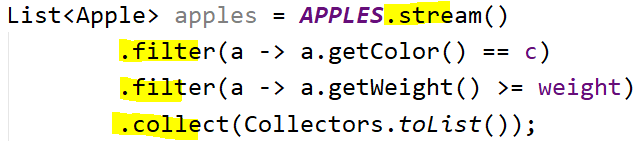 List<Apple> apples = APPLES.stream()
.filter(a -> a.getColor() == c)
.filter(a -> a.getWeight() >= weight)
.collect(Collectors.toList());